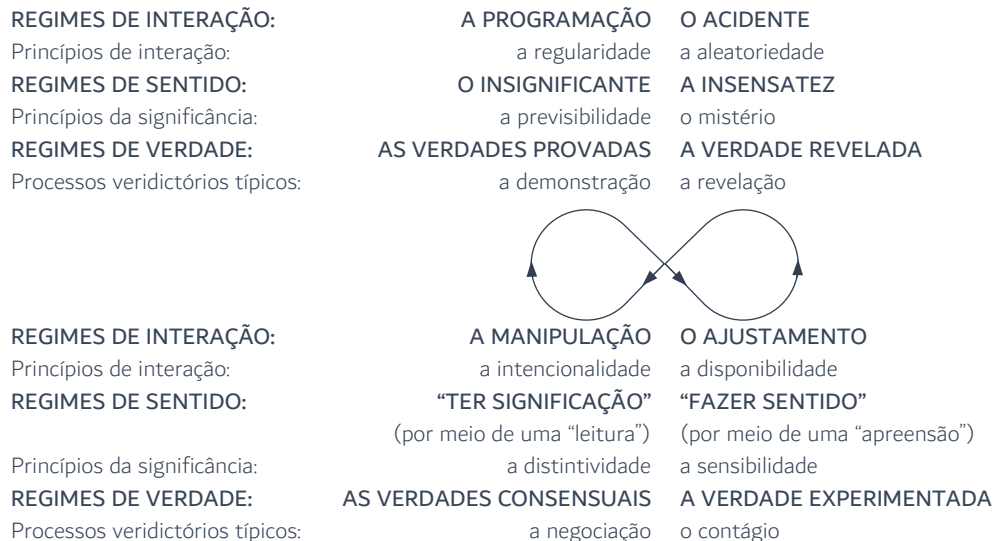 REGIMES DE INTERAÇÃO: A PROGRAMAÇÃO O ACIDENTE
Princípios de interação: a regularidade a aleatoriedade
REGIMES DE SENTIDO: O INSIGNIFICANTE A INSENSATEZ
Princípios da significância: a previsibilidade o mistério
REGIMES DE VERDADE: AS VERDADES PROVADAS A VERDADE REVELADA
Processos veridictórios típicos: a demonstração a revelação
REGIMES DE INTERAÇÃO: A MANIPULAÇÃO O AJUSTAMENTO
Princípios de interação: a intencionalidade a disponibilidade
REGIMES DE SENTIDO: “TER SIGNIFICAÇÃO” “FAZER SENTIDO”
(por meio de uma “leitura”) (por meio de uma “apreensão”)
Princípios da significância: a distintividade a sensibilidade
REGIMES DE VERDADE: AS VERDADES CONSENSUAIS A VERDADE EXPERIMENTADA
Processos veridictórios típicos: a negociação o contágio